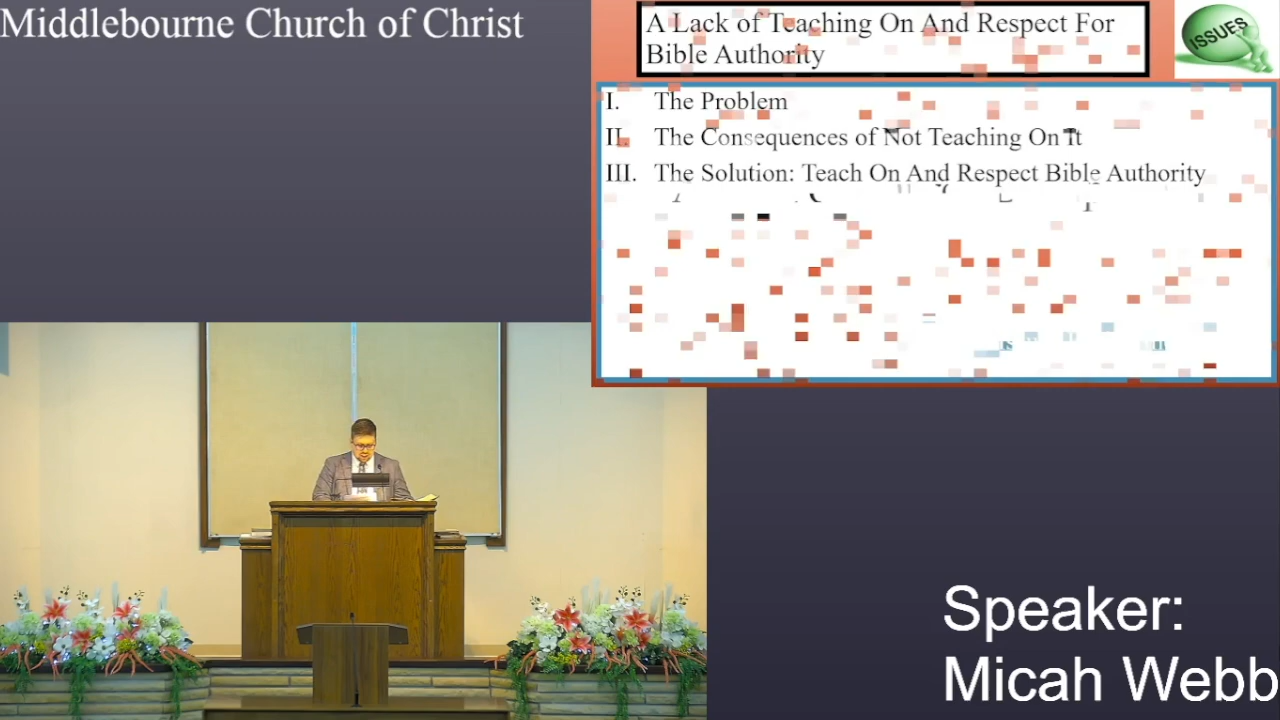 Middlebourne Church of Christ
A Lack of Teaching On And Respect For
Bible Authority
ISSUES
I. The Problem
II. The Consequences of Not Teaching On It
III. The Solution: Teach On And Respect Bible Authority
Speaker:
Micah Webb